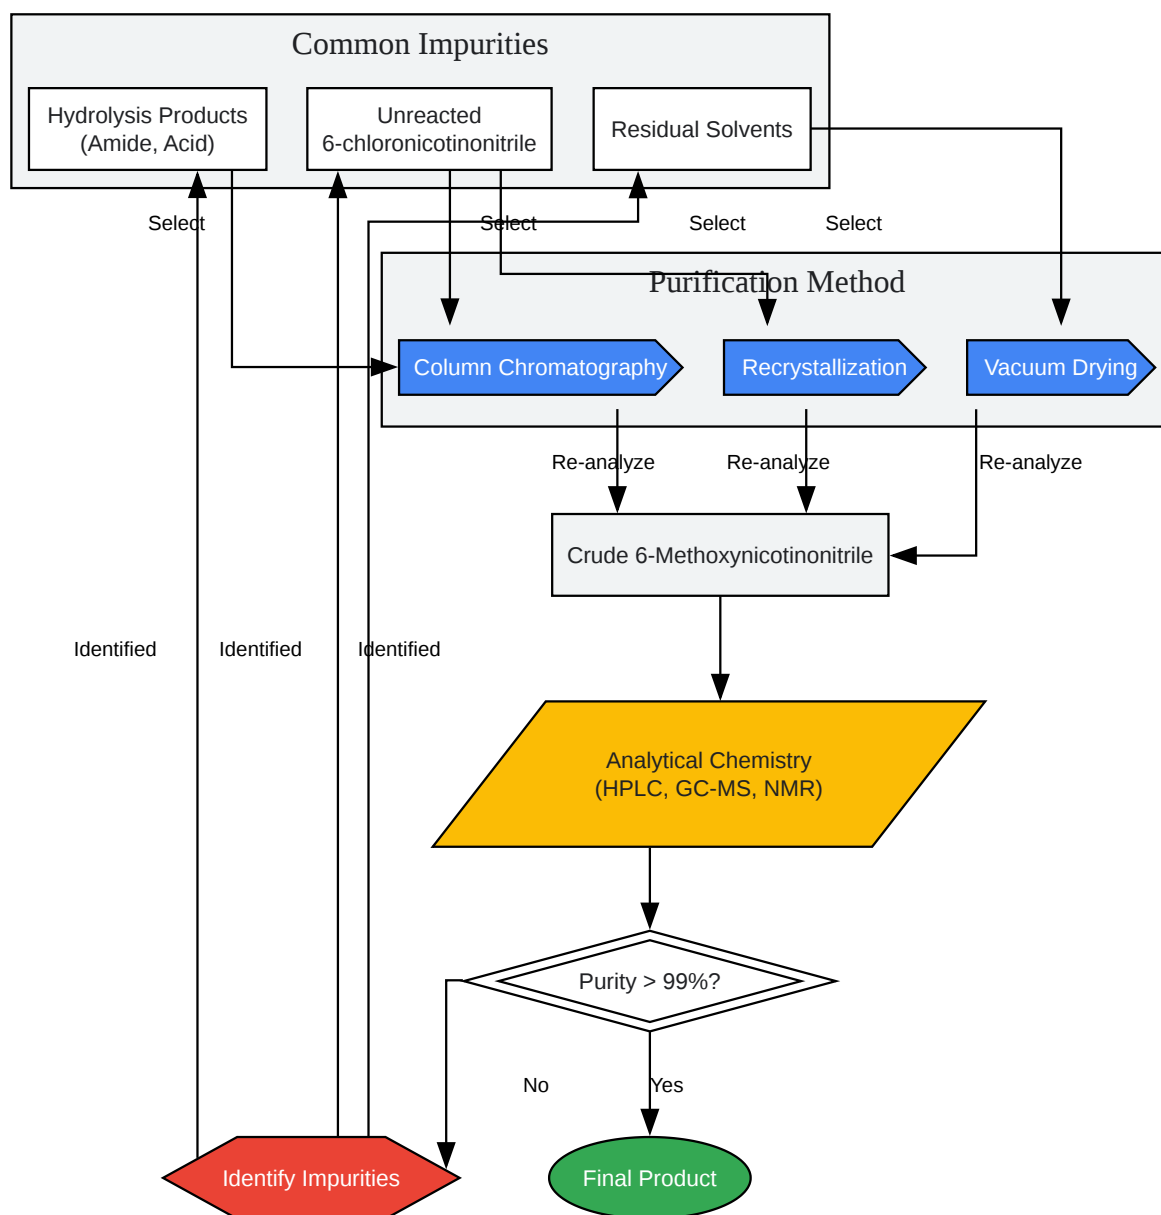 Common Impurities
Hydrolysis Products
(Amide, Acid)
Unreacted
6-chloronicotinonitrile
Residual Solvents
Select
Select
Select
Select
Purification Method
Column Chromatography
Recrystallization
Vacuum Drying
Re-analyze
Re-analyze
Re-analyze
Crude 6-Methoxynicotinonitrile
Identified
Identified
Identified
Analytical Chemistry
(HPLC, GC-MS, NMR)
Purity > 99%?
No
Yes
Identify Impurities
Final Product